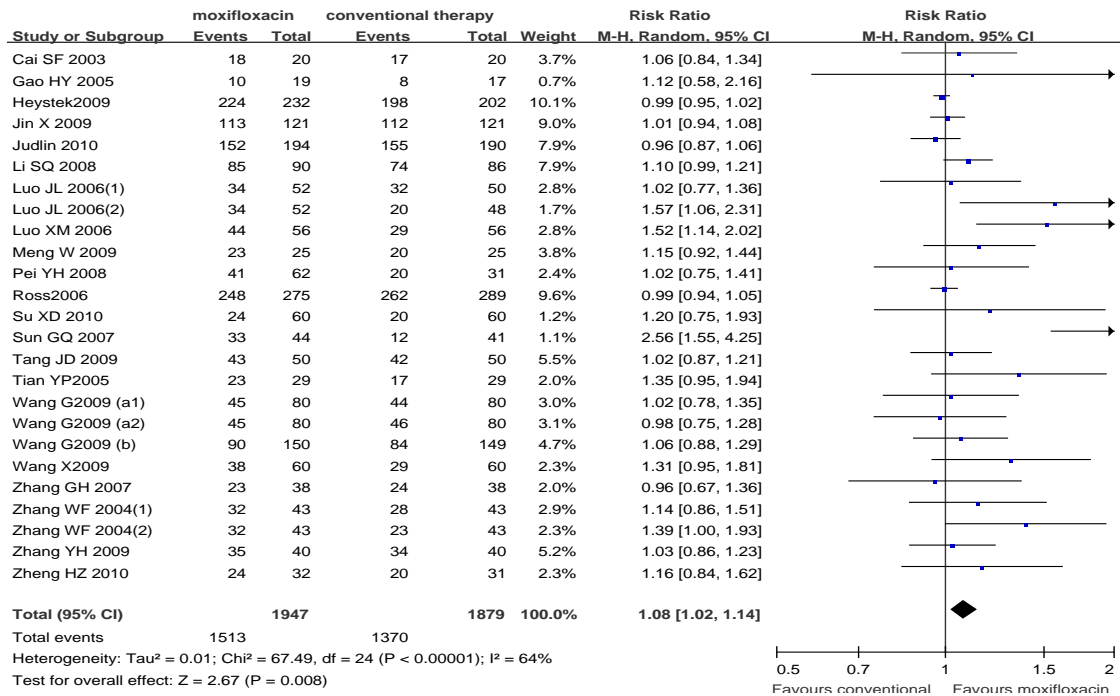 moxifloxacin conventional therapy Risk Ratio Risk Ratio
Study or Subgroup Events Total Events Total Weight M-H, Random, 95% CI M-H, Random, 95% CI
Cai SF 2003 18 20 17 20 3.7% 1.06 [0.84, 1.34]
Gao HY 2005 10 19 8 17 0.7% 1.12 [0.58, 2.16]
Heystek2009 224 232 198 202 10.1% 0.99 [0.95, 1.02]
Jin X 2009 113 121 112 121 9.0% 1.01 [0.94, 1.08]
Judlin 2010 152 194 155 190 7.9% 0.96 [0.87, 1.06]
Li SQ 2008 85 90 74 86 7.9% 1.10 [0.99, 1.21]
Luo JL 2006(1) 34 52 32 50 2.8% 1.02 [0.77, 1.36]
Luo JL 2006(2) 34 52 20 48 1.7% 1.57 [1.06, 2.31]
Luo XM 2006 44 56 29 56 2.8% 1.52 [1.14, 2.02]
Meng W 2009 23 25 20 25 3.9% 1.15 [0.92, 1.44]
Pei YH 2008 41 62 20 31 2.4% 1.02 [0.75, 1.41]
Ross2006 248 275 262 289 9.6% 0.99 [0.94, 1.05]
Su XD 2010 24 60 20 60 1.2% 1.20 [0.75, 1.93]
Sun GQ 2007 33 44 12 41 1.1% 2.56 [1.55, 4.25]
Tang JD 2009 43 50 42 50 5.5% 1.02 [0.87, 1.21]
Tian YP2005 23 29 17 29 2.0% 1.35 [0.95, 1.94]
Wang G2009 (a1) 45 80 44 80 3.0% 1.02 [0.78, 1.35]
Wang G2009 (a2) 45 80 46 80 3.1% 0.98 [0.75, 1.28]
Wang G2009 (b) 90 150 84 149 4.7% 1.06 [0.88, 1.29]
Wang X2009 38 60 29 60 2.3% 1.31 [0.95, 1.81]
Zhang GH 2007 23 38 24 38 2.0% 0.96 [0.67, 1.36]
Zhang WF 2004(1) 32 43 28 43 2.9% 1.14 [0.86, 1.51]
Zhang WF 2004(2) 32 43 23 43 2.3% 1.39 [1.00, 1.93]
Zhang YH 2009 35 40 34 40 5.2% 1.03 [0.86, 1.23]
Zheng HZ 2010 24 32 20 31 2.3% 1.16 [0.84, 1.62]
Total (95% CI) 1947 1879 100.0% 1.08 [1.02, 1.14]
Total events 1513 1370
Heterogeneity: Tau² = 0.01; Chi² = 67.49, df = 24 (P < 0.00001); I² = 64%
Test for overall effect: Z = 2.67 (P = 0.008)
0.5 0.7 1 1.5 2
Favours conventional Favours moxifloxacin